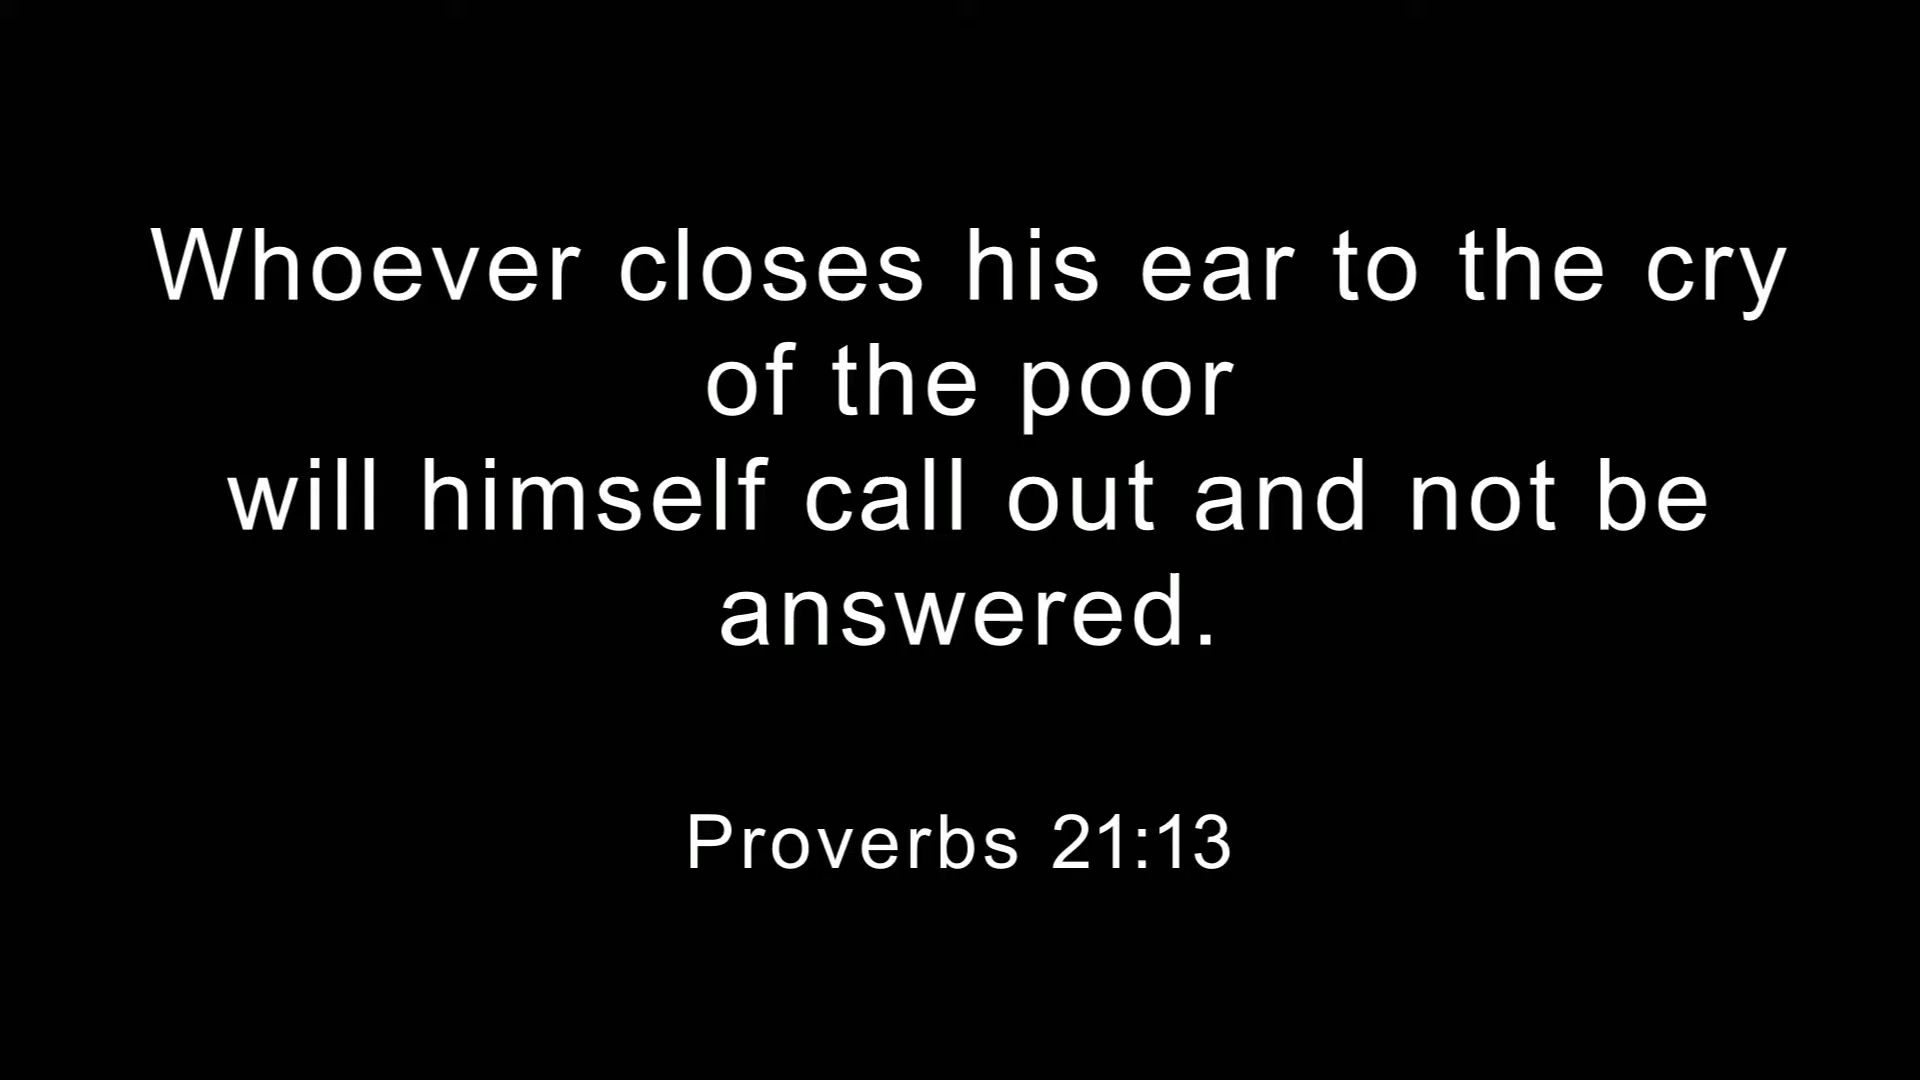 Whoever closes his ear to the cry
of the poor
will himself call out and not be
answered.
Proverbs 21:13